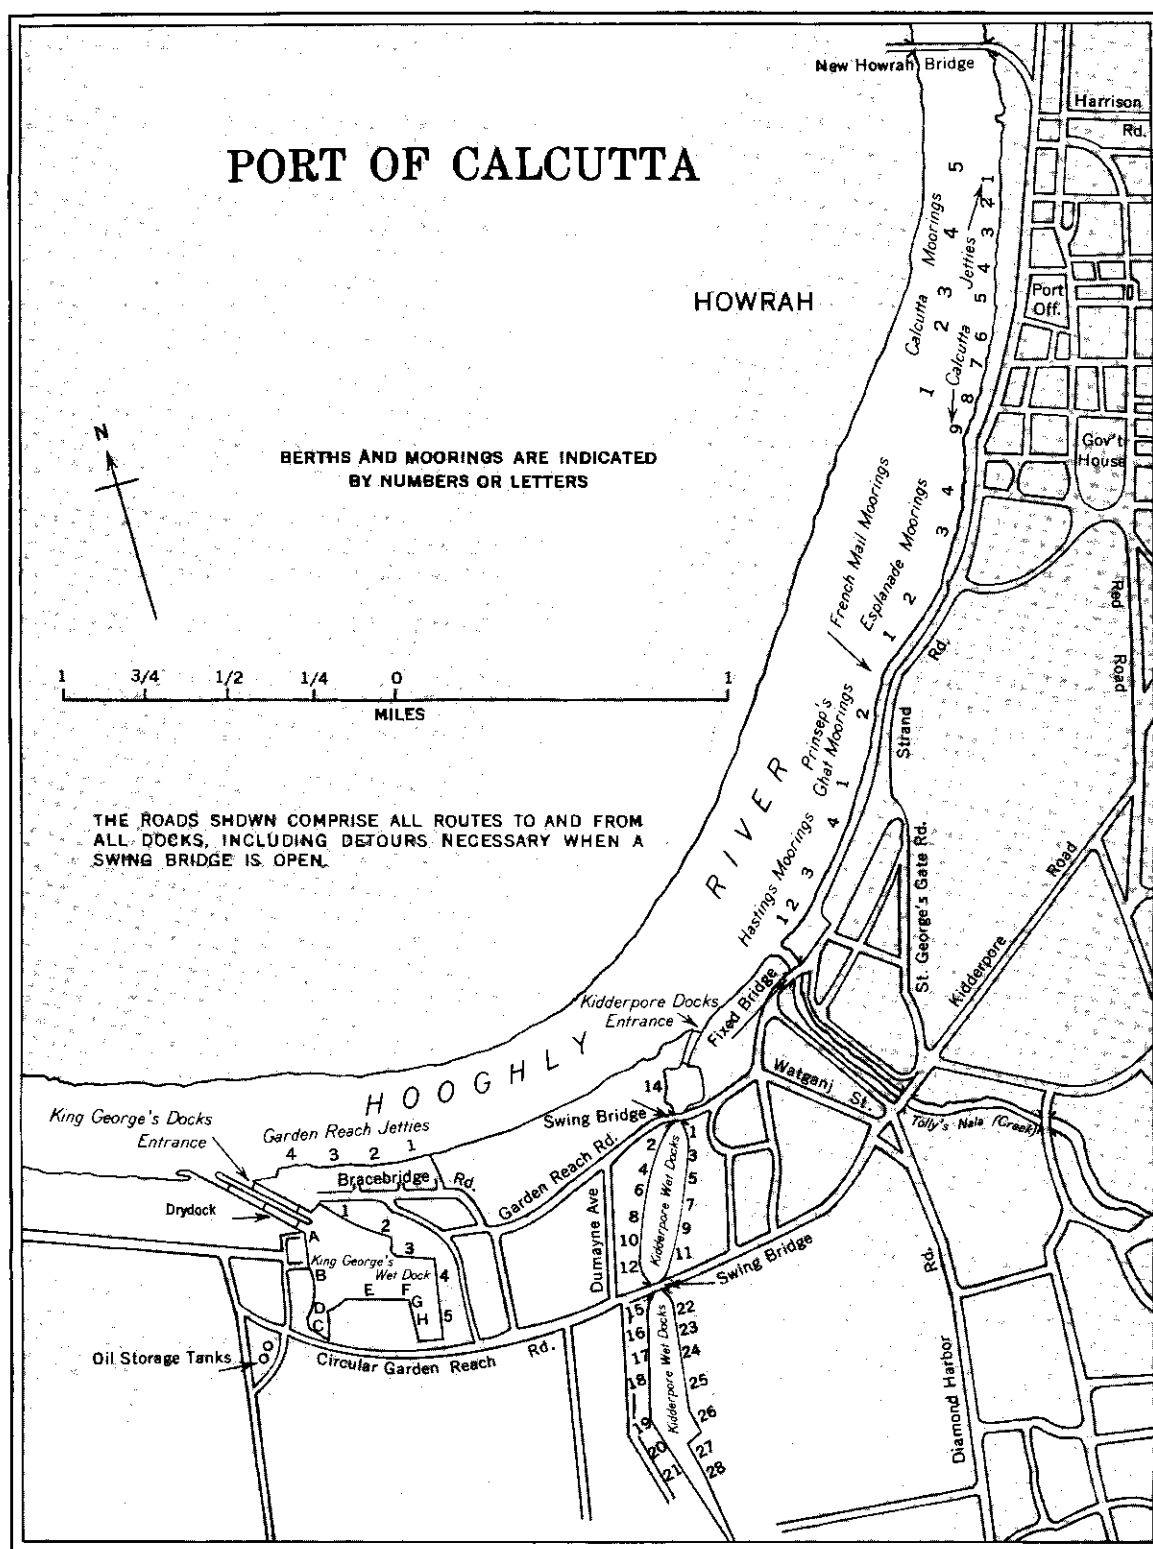 New Howrah Bridge
Harrison
Rd.
PORT OF CALCUTTA
HOWRAH
Calcutta Moorings
1 2 3 4 5
Calcutta Jetties
1
2
3
4
5
6
7
8
9
Port
Off.
Gov't
House
N
BERTHS AND MOORINGS ARE INDICATED
BY NUMBERS OR LETTERS
French Mail Moorings
Esplanade Moorings
1 2 3 4
Red Road
1 3/4 1/2 1/4 0 1
MILES
Strand Rd.
Prinsep's
Ghat Moorings
1 2
THE ROADS SHOWN COMPRISE ALL ROUTES TO AND FROM
ALL DOCKS, INCLUDING DETOURS NECESSARY WHEN A
SWING BRIDGE IS OPEN.
HOOGHLY RIVER
Hastings Moorings
1 2 3 4
St. George's Gate Rd.
Kidderpore Road
Kidderpore Docks
Entrance
Fixed Bridge
Watganj St.
Tolly's Nala (Creek)
14
Swing Bridge
King George's Docks
Entrance
Garden Reach Jetties
4 3 2 1
Bracebridge Rd.
Garden Reach Rd.
Drydock
King George's
Wet Dock
1
2
3
4
5
A
B
D
C
E
F
G
H
Dumayne Ave
Kidderpore Wet Docks
2
4
6
8
10
12
1
3
5
7
9
11
Swing Bridge
Oil Storage Tanks
Circular Garden Reach Rd.
Kidderpore Wet Docks
15
16
17
18
19
20
21
22
23
24
25
26
27
28
Diamond Harbor Rd.